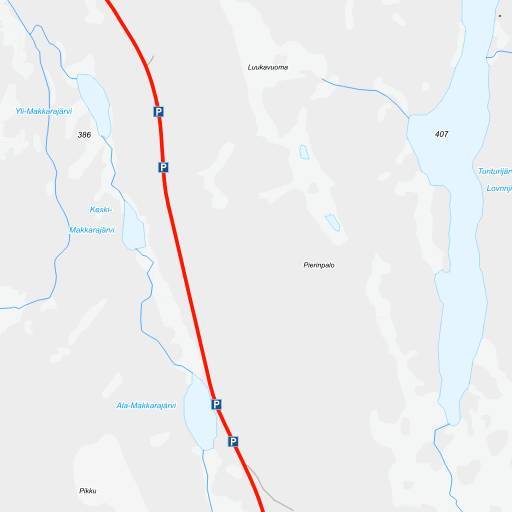 Luukavuoma
P
Yli-Makkarajärvi
386
407
P
Tunturijär
Lovnnji
Keski-
Makkarajärvi
Pierinpalo
Ala-Makkarajärvi
P
P
Pikku